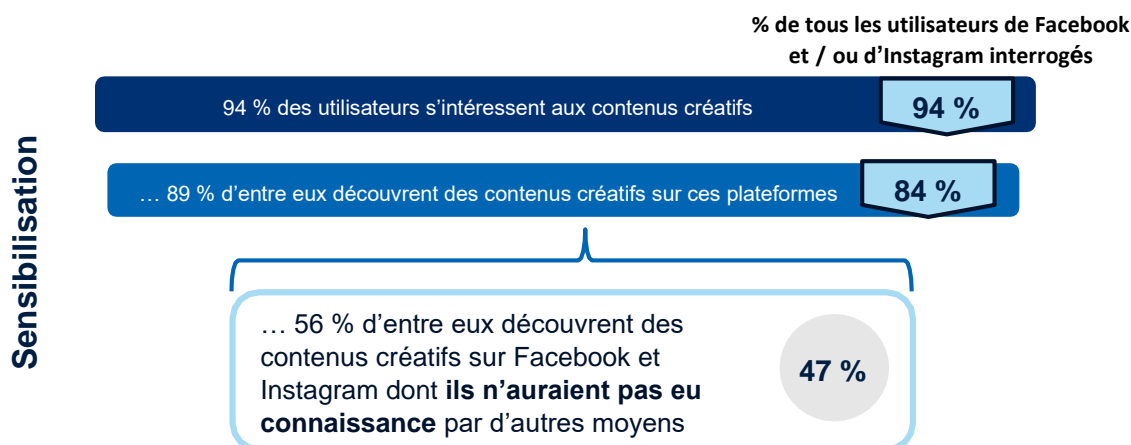 % de tous les utilisateurs de Facebook
et / ou d’Instagram interrogés
Sensibilisation
94 % des utilisateurs s’intéressent aux contenus créatifs
94 %
… 89 % d’entre eux découvrent des contenus créatifs sur ces plateformes
84 %
… 56 % d’entre eux découvrent des
contenus créatifs sur Facebook et
Instagram dont ils n’auraient pas eu
connaissance par d’autres moyens
47 %